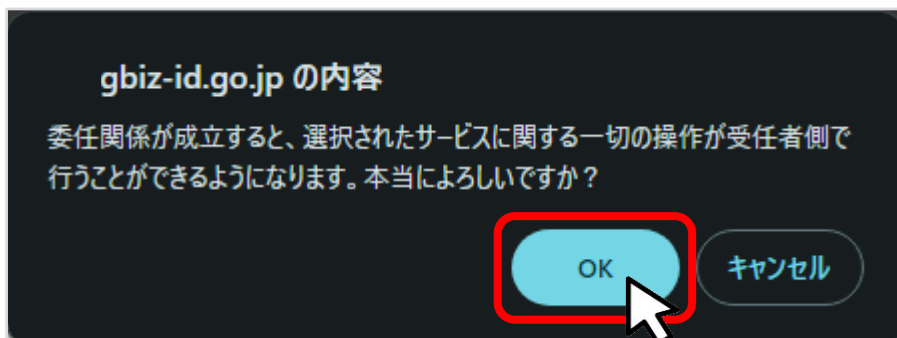 gbiz-id.go.jp の内容
委任関係が成立すると、選択されたサービスに関する一切の操作が受任者側で
行うことができるようになります。本当によろしいですか？
OK
キャンセル